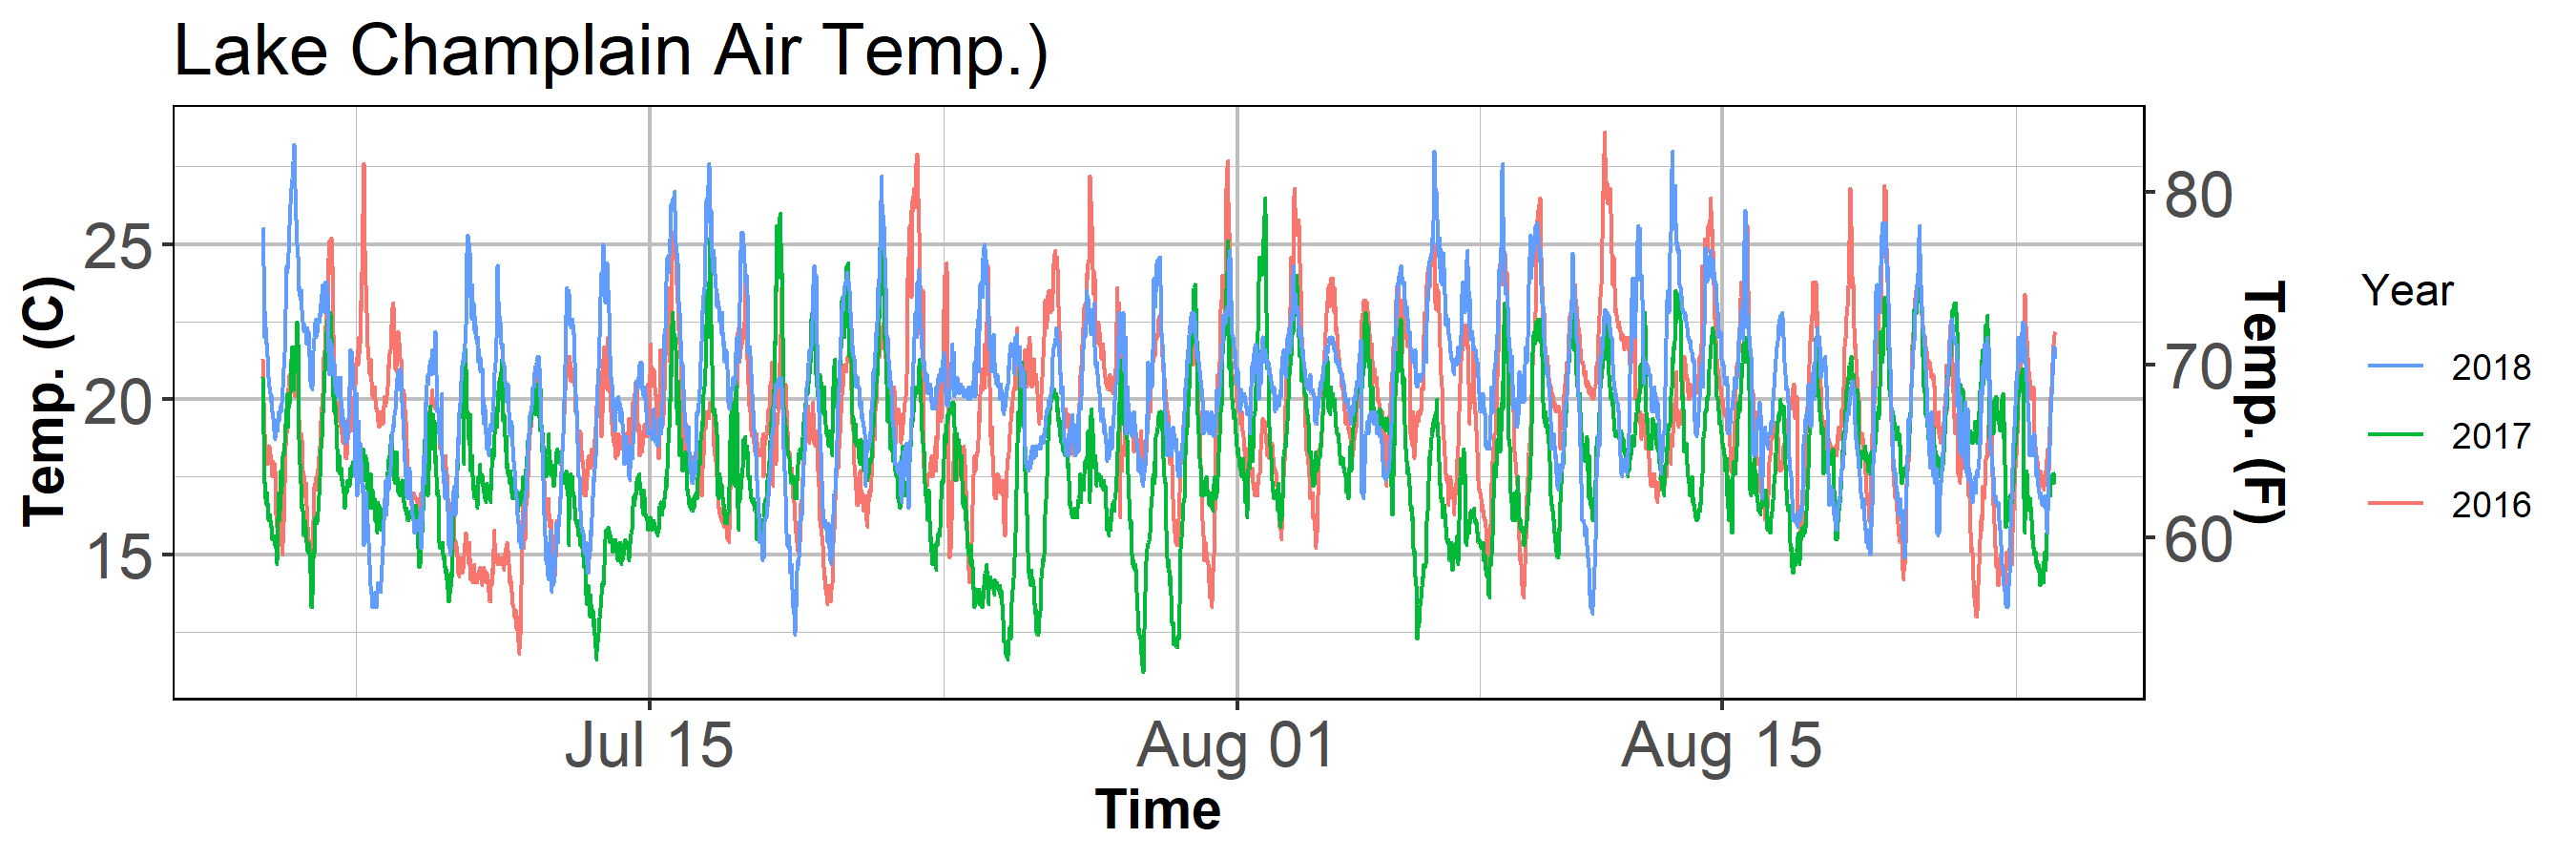 Lake Champlain Air Temp.)
Temp. (C)
25
20
15
80
70
60
Temp. (F)
Jul 15
Aug 01
Aug 15
Time
Year
2018
2017
2016